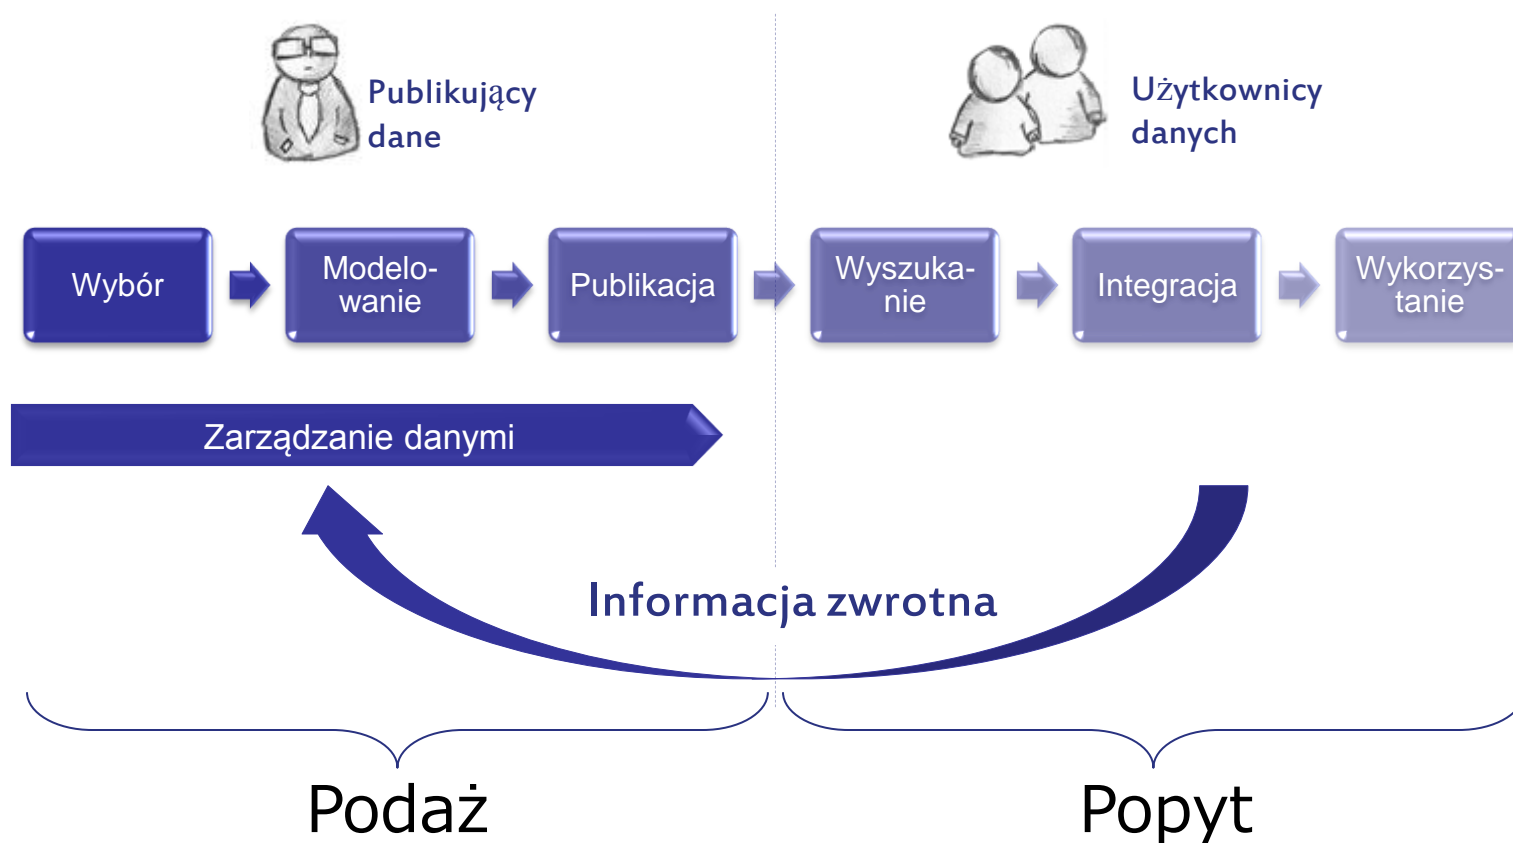 Publikujący
dane
Użytkownicy
danych
Wybór
Modelo-
wanie
Publikacja
Wyszuka-
nie
Integracja
Wykorzys-
tanie
Zarządzanie danymi
Informacja zwrotna
Podaż
Popyt